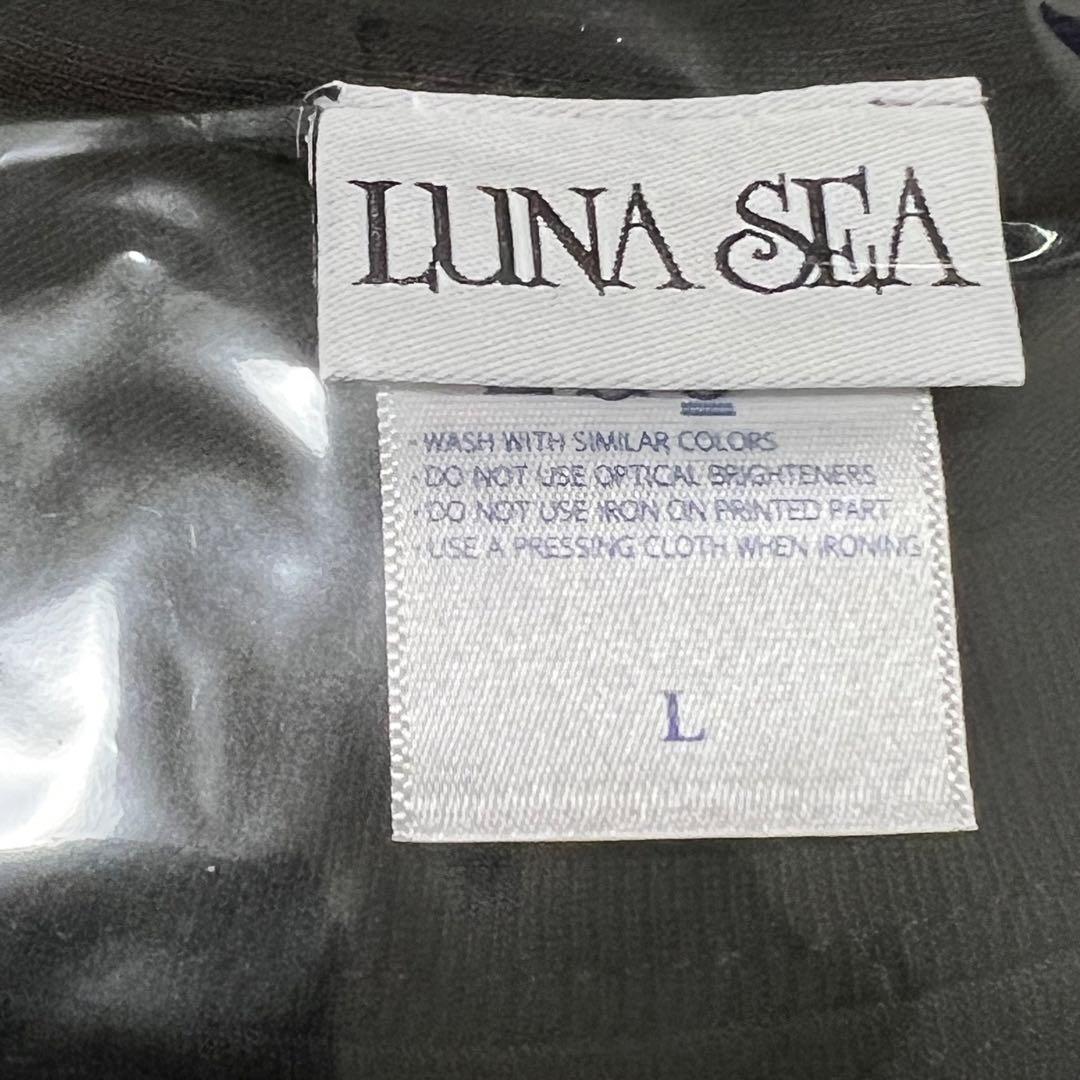 LUNA SEA
· WASH WITH SIMILAR COLORS
· DO NOT USE OPTICAL BRIGHTENERS
· DO NOT USE IRON ON PRINTED PART
· USE A PRESSING CLOTH WHEN IRONING
L